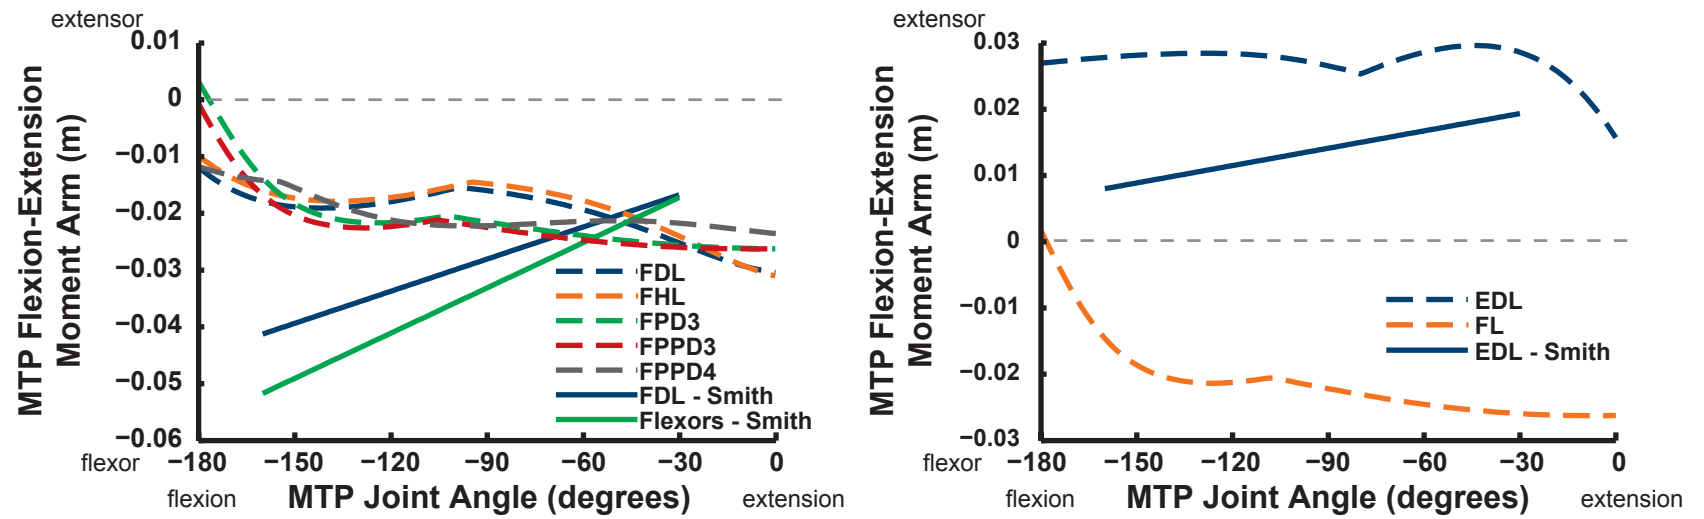 extensor
0.01
0
−0.01
−0.02
−0.03
−0.04
−0.05
−0.06
MTP Flexion-Extension
Moment Arm (m)
FDL
FHL
FPD3
FPPD3
FPPD4
FDL - Smith
Flexors - Smith
flexor
−180 −150 −120 −90 −60 −30 0
flexion MTP Joint Angle (degrees) extension
extensor
0.03
0.02
0.01
0
−0.01
−0.02
−0.03
MTP Flexion-Extension
Moment Arm (m)
EDL
FL
EDL - Smith
flexor
−180 −150 −120 −90 −60 −30 0
flexion MTP Joint Angle (degrees) extension